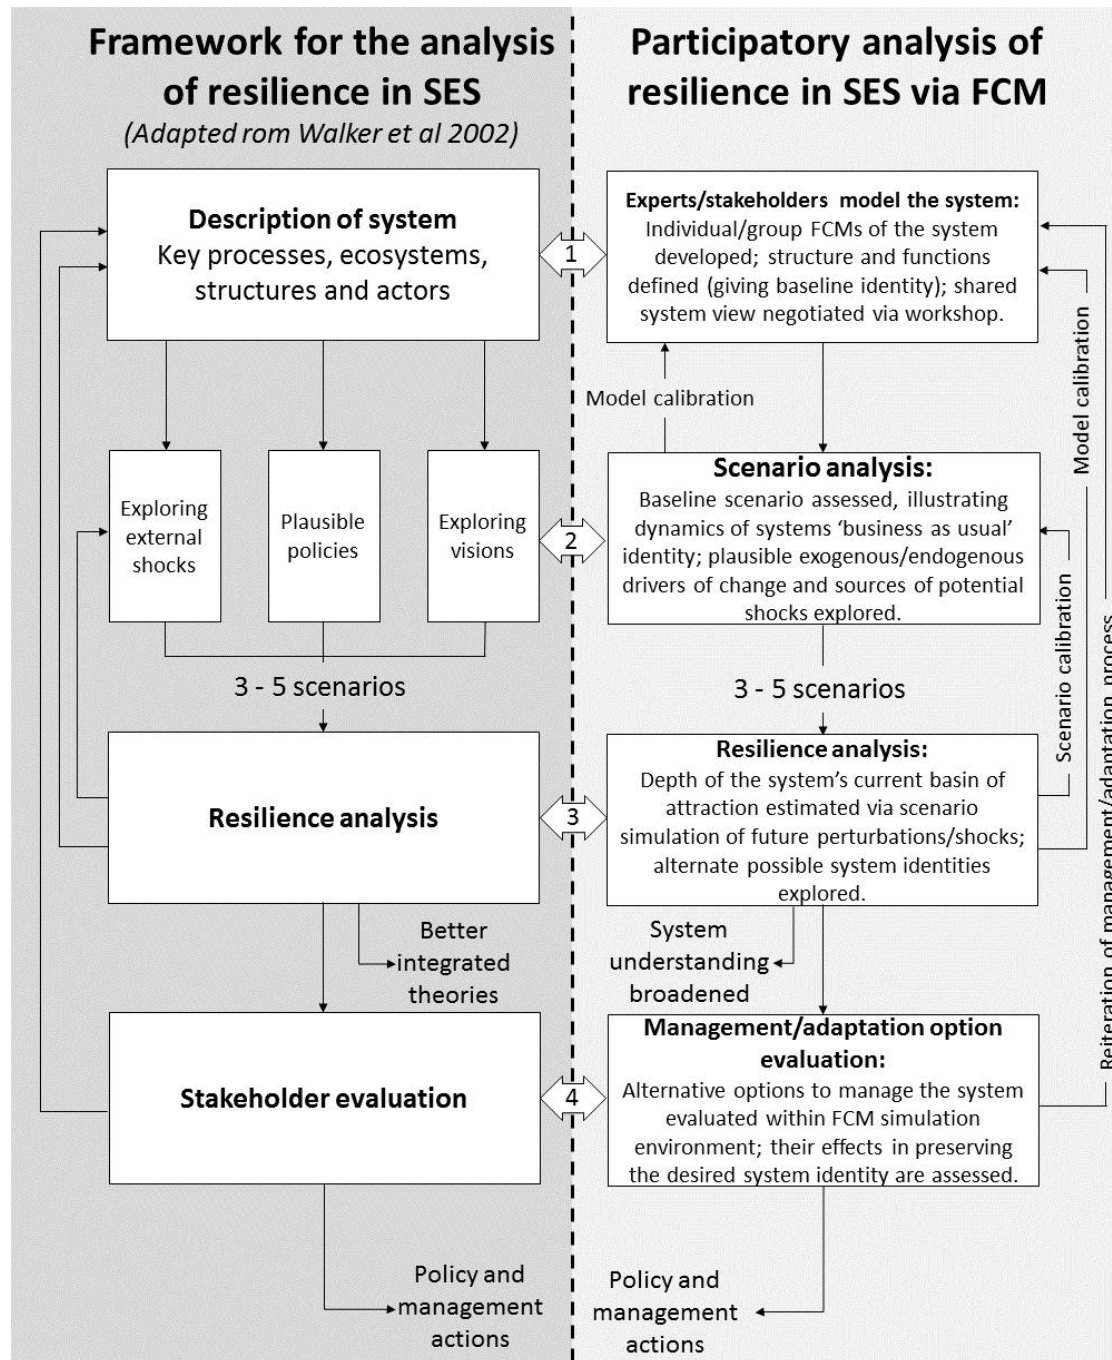 Framework for the analysis
of resilience in SES
(Adapted rom Walker et al 2002)
Description of system
Key processes, ecosystems,
structures and actors
Exploring
external
shocks
Plausible
policies
Exploring
visions
3 - 5 scenarios
Resilience analysis
Better
integrated
theories
Stakeholder evaluation
Policy and
management
actions
1
2
3
4
Participatory analysis of
resilience in SES via FCM
Experts/stakeholders model the system:
Individual/group FCMs of the system
developed; structure and functions
defined (giving baseline identity); shared
system view negotiated via workshop.
Model calibration
Scenario analysis:
Baseline scenario assessed, illustrating
dynamics of systems ‘business as usual’
identity; plausible exogenous/endogenous
drivers of change and sources of potential
shocks explored.
3 - 5 scenarios
Resilience analysis:
Depth of the system’s current basin of
attraction estimated via scenario
simulation of future perturbations/shocks;
alternate possible system identities
explored.
System
understanding
broadened
Management/adaptation option
evaluation:
Alternative options to manage the system
evaluated within FCM simulation
environment; their effects in preserving
the desired system identity are assessed.
Policy and
management
actions
Scenario calibration
Model calibration
Reiteration of management/adaptation process